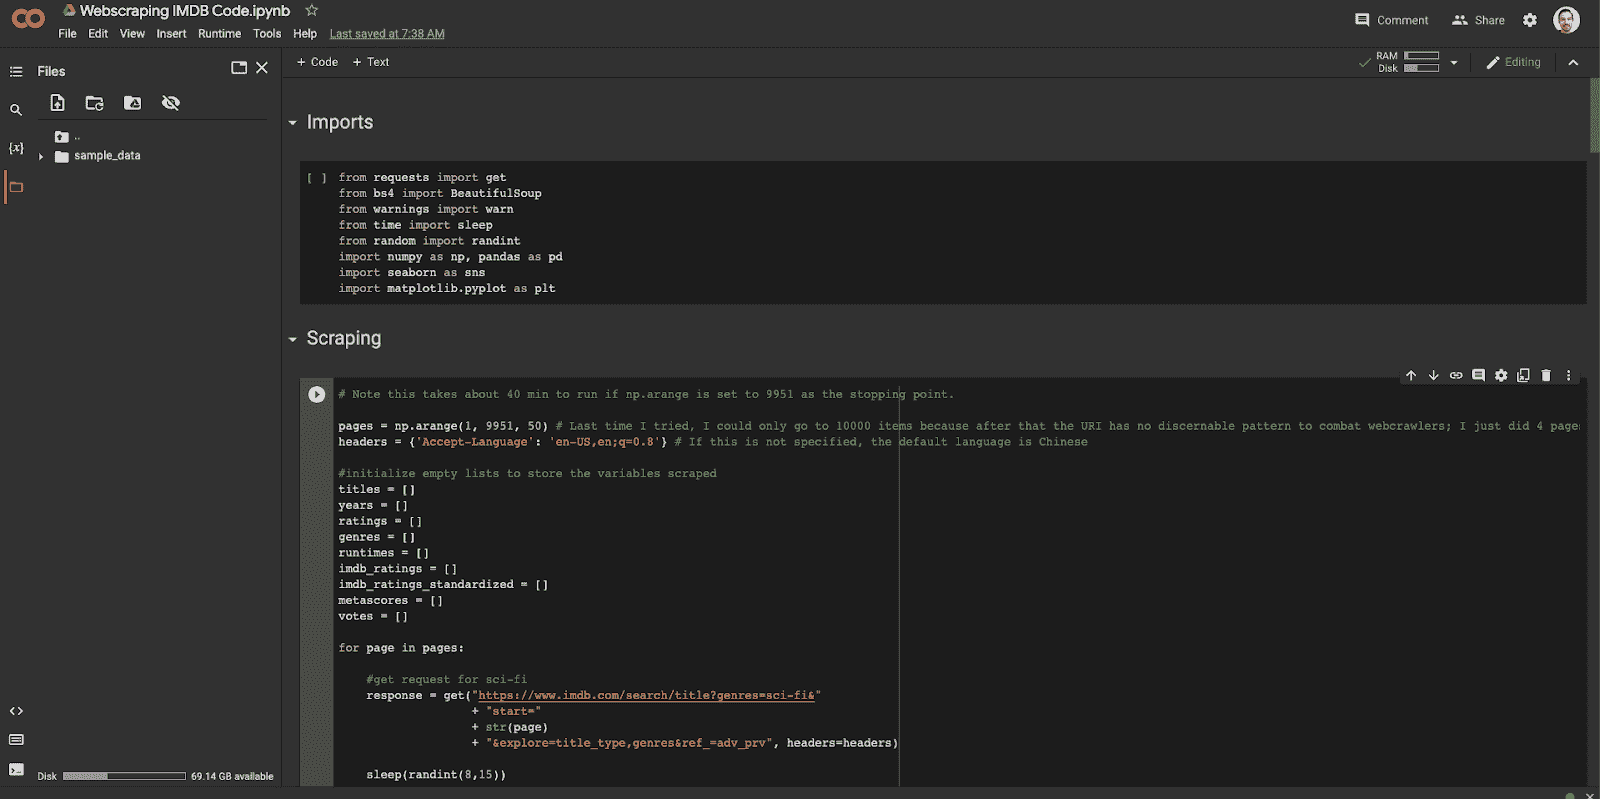 Webscraping IMDB Code.ipynb
File Edit View Insert Runtime Tools Help Last saved at 7:38 AM
Comment Share
Files
+ Code + Text
RAM
Disk
Editing
..
sample_data
{x}
Imports
[ ] from requests import get
from bs4 import BeautifulSoup
from warnings import warn
from time import sleep
from random import randint
import numpy as np, pandas as pd
import seaborn as sns
import matplotlib.pyplot as plt
Scraping
# Note this takes about 40 min to run if np.arange is set to 9951 as the stopping point.
pages = np.arange(1, 9951, 50) # Last time I tried, I could only go to 10000 items because after that the URI has no discernable pattern to combat webcrawlers; I just did 4 page
headers = {'Accept-Language': 'en-US,en;q=0.8'} # If this is not specified, the default language is Chinese
#initialize empty lists to store the variables scraped
titles = []
years = []
ratings = []
genres = []
runtimes = []
imdb_ratings = []
imdb_ratings_standardized = []
metascores = []
votes = []
for page in pages:
#get request for sci-fi
response = get("https://www.imdb.com/search/title?genres=sci-fi&"
+ "start="
+ str(page)
+ "&explore=title_type,genres&ref_=adv_prv", headers=headers)
sleep(randint(8,15))
Disk 69.14 GB available